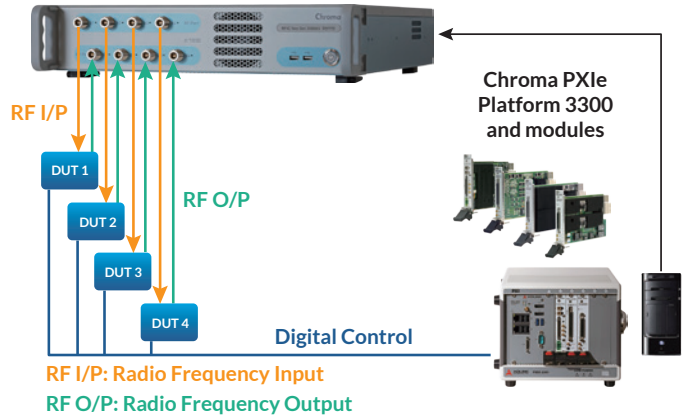 Chroma
RF I/P
Chroma PXIe
Platform 3300
and modules
DUT 1
RF O/P
DUT 2
DUT 3
DUT 4
Digital Control
RF I/P: Radio Frequency Input
RF O/P: Radio Frequency Output